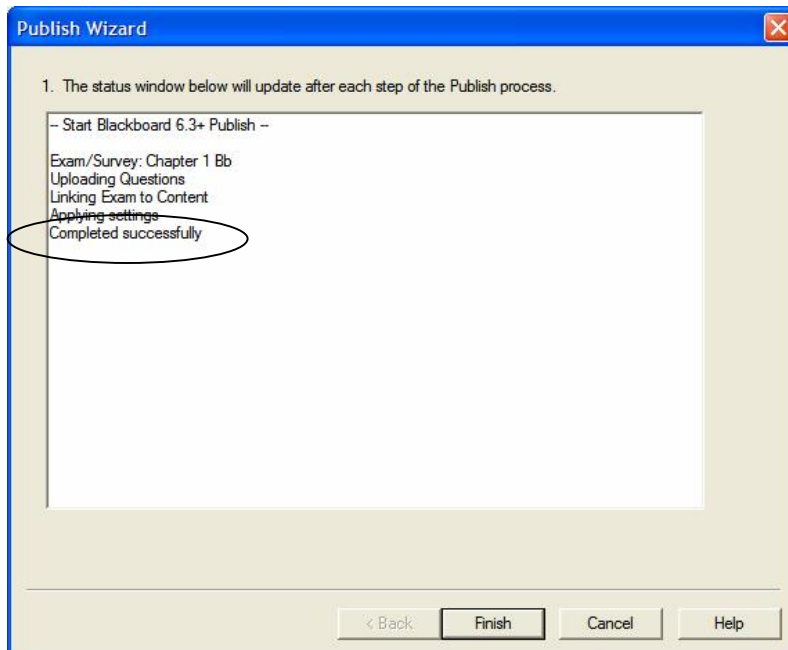 Publish Wizard
1. The status window below will update after each step of the Publish process.
-- Start Blackboard 6.3+ Publish --
Exam/Survey: Chapter 1 Bb
Uploading Questions
Linking Exam to Content
Applying settings
Completed successfully
< Back
Finish
Cancel
Help